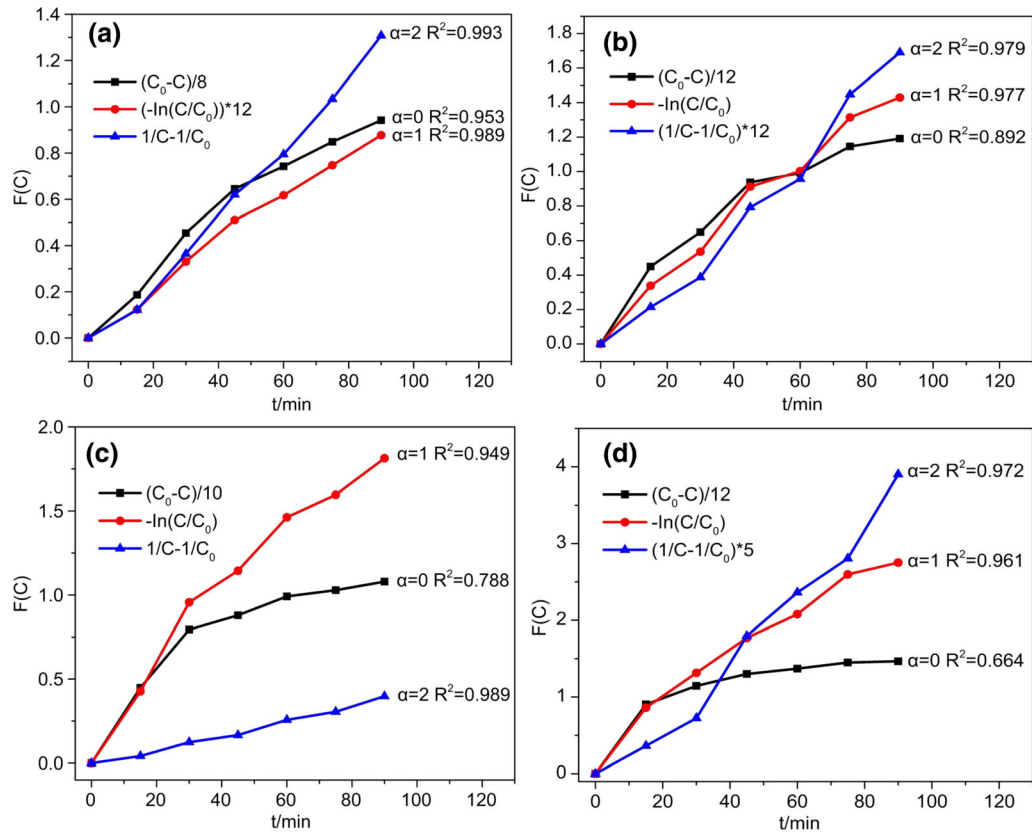 (a)
(C₀-C)/8
(-ln(C/C₀))*12
1/C-1/C₀
α=2 R²=0.993
α=0 R²=0.953
α=1 R²=0.989
F(C)
1.4
1.2
1.0
0.8
0.6
0.4
0.2
0.0
0 20 40 60 80 100 120
t/min
(b)
(C₀-C)/12
-ln(C/C₀)
(1/C-1/C₀)*12
α=2 R²=0.979
α=1 R²=0.977
α=0 R²=0.892
F(C)
1.8
1.6
1.4
1.2
1.0
0.8
0.6
0.4
0.2
0.0
0 20 40 60 80 100 120
t/min
(c)
(C₀-C)/10
-ln(C/C₀)
1/C-1/C₀
α=1 R²=0.949
α=0 R²=0.788
α=2 R²=0.989
F(C)
2.0
1.5
1.0
0.5
0.0
0 20 40 60 80 100 120
t/min
(d)
(C₀-C)/12
-ln(C/C₀)
(1/C-1/C₀)*5
α=2 R²=0.972
α=1 R²=0.961
α=0 R²=0.664
F(C)
4
3
2
1
0
0 20 40 60 80 100 120
t/min